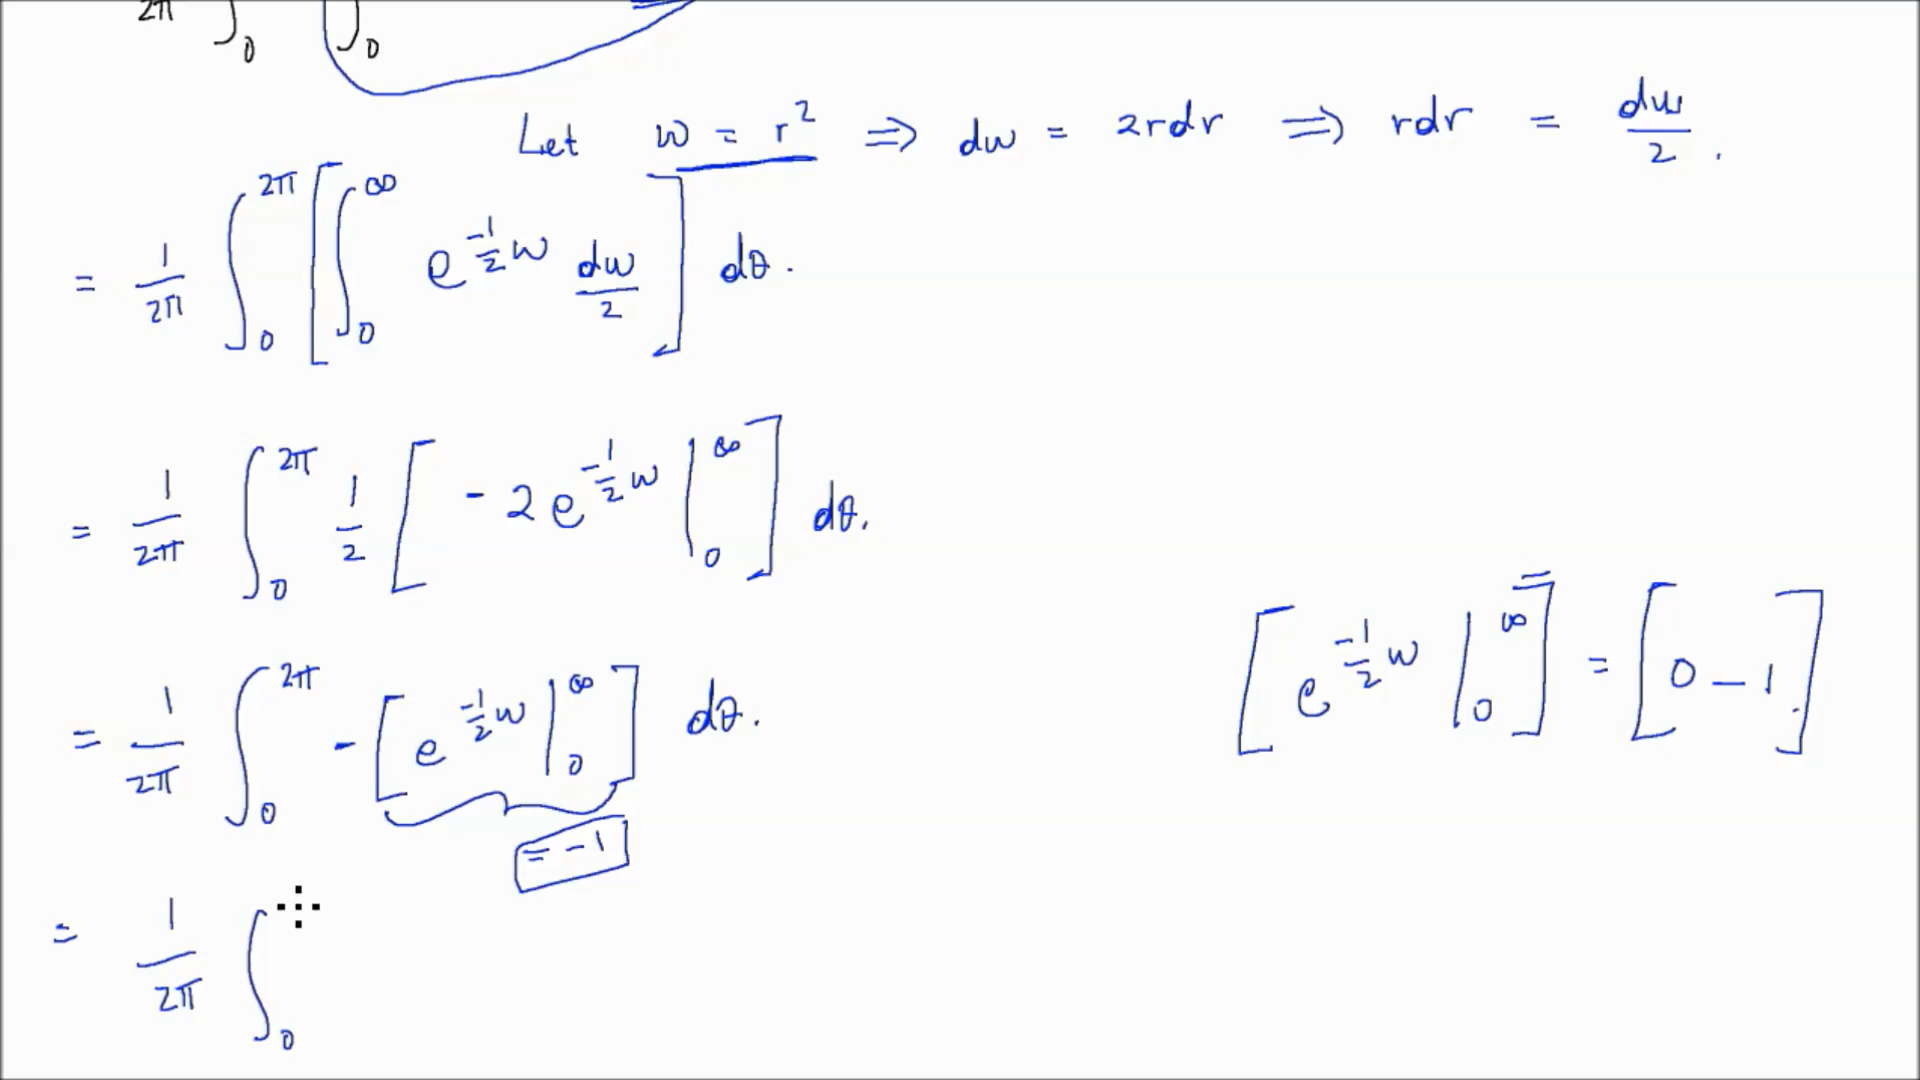 2π ∫_0 ∫_0
Let w = r² ⇒ dw = 2rdr ⇒ rdr = dw/2 .
= 1/2π ∫_0^2π [ ∫_0^∞ e^{-1/2 w} dw/2 ] dθ.
= 1/2π ∫_0^2π 1/2 [ -2e^{-1/2 w} |_0^∞ ] dθ.
= 1/2π ∫_0^2π - [ e^{-1/2 w} |_0^∞ ] dθ.
= -1
[ e^{-1/2 w} |_0^∞ ] = [ 0 - 1 ]
= 1/2π ∫_0